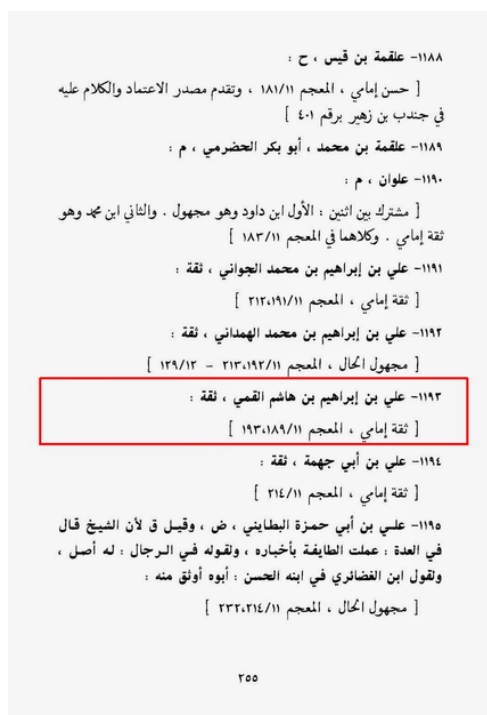 ١١٨٨- علقمة بن قيس ، ح :
[ حسن إمامي ، المعجم ١٨١/١١ ، وتقدم مصدر الاعتماد والكلام عليه
في جندب بن زهير برقم ٤٠١ ]
١١٨٩- علقمة بن محمد ، أبو بكر الحضرمي ، م :
١١٩٠- علوان ، م :
[ مشترك بين اثنين : الأول ابن داود وهو مجهول . والثاني ابن محمد وهو
ثقة إمامي . وكلاهما في المعجم ١٨٣/١١ ]
١١٩١- علي بن إبراهيم بن محمد الجواني ، ثقة :
[ ثقة إمامي ، المعجم ٢١٢،١٩١/١١ ]
١١٩٢- علي بن إبراهيم بن محمد الهمداني ، ثقة :
[ مجهول الحال ، المعجم ٢١٣،١٩٢/١١ - ١٢٩/١٢ ]
١١٩٣- علي بن إبراهيم بن هاشم القمي ، ثقة :
[ ثقة إمامي ، المعجم ١٩٣،١٨٩/١١ ]
١١٩٤- علي بن أبي جهمة ، ثقة :
[ ثقة إمامي ، المعجم ٢١٤/١١ ]
١١٩٥- علي بن أبي حمزة البطايني ، ض ، وقيل ق لأن الشيخ قال
في العدة : عملت الطايفة بأخباره ، ولقوله في الرجال : له أصل ،
ولقول ابن الغضائري في ابنه الحسن : أبوه أوثق منه :
[ مجهول الحال ، المعجم ٢٣٢،٢١٤/١١ ]
٢٥٥